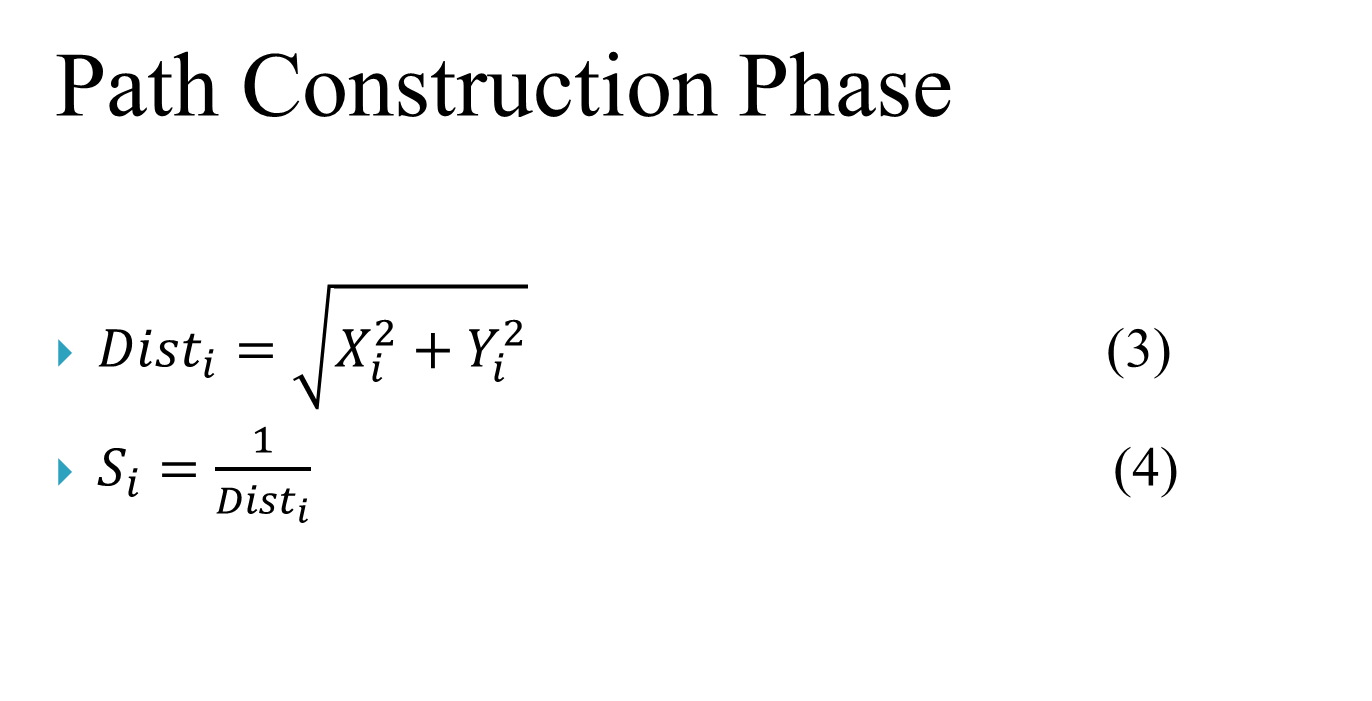 Path Construction Phase
Dist_i = √(X_i^2 + Y_i^2) (3)
S_i = 1/Dist_i (4)